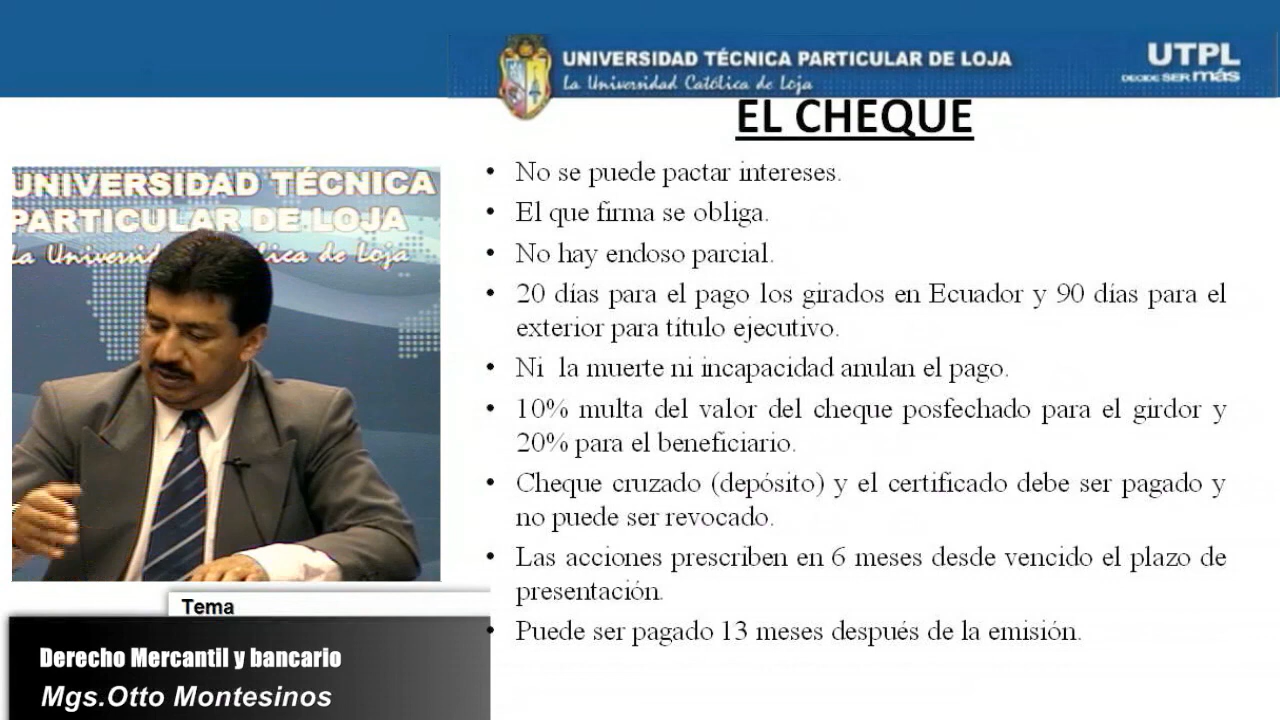 UNIVERSIDAD TÉCNICA PARTICULAR DE LOJA
La Universidad Católica de Loja
UTPL
DECIDE SER más
EL CHEQUE
• No se puede pactar intereses.
• El que firma se obliga.
• No hay endoso parcial.
• 20 días para el pago los girados en Ecuador y 90 días para el
exterior para título ejecutivo.
• Ni la muerte ni incapacidad anulan el pago.
• 10% multa del valor del cheque posfechado para el girdor y
20% para el beneficiario.
• Cheque cruzado (depósito) y el certificado debe ser pagado y
no puede ser revocado.
• Las acciones prescriben en 6 meses desde vencido el plazo de
presentación.
• Puede ser pagado 13 meses después de la emisión.
UNIVERSIDAD TÉCNICA
PARTICULAR DE LOJA
La Católica de Loja
Tema
Derecho Mercantil y bancario
Mgs.Otto Montesinos